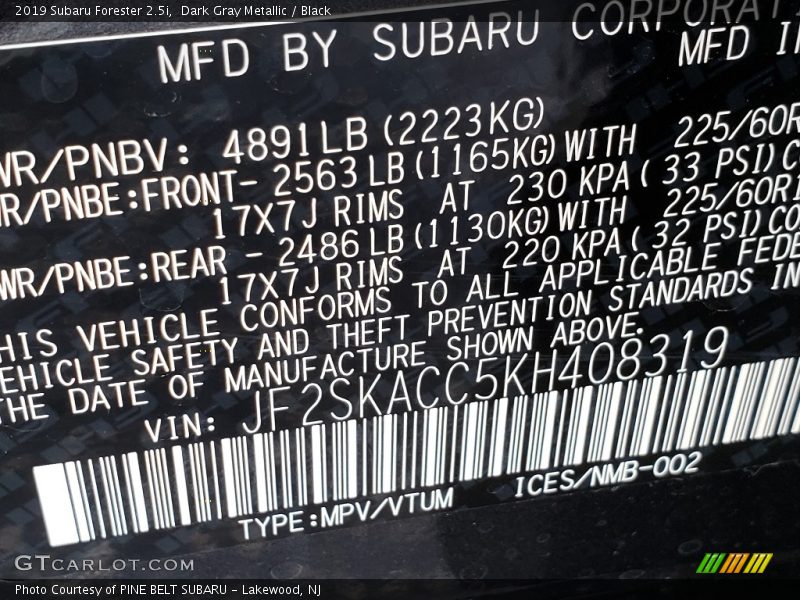 2019 Subaru Forester 2.5i, Dark Gray Metallic / Black
MFD BY SUBARU CORPORAT
MFD I
WR/PNBV: 4891LB (2223KG)
WR/PNBE:FRONT- 2563 LB (1165KG) WITH 225/60R
17X7J RIMS AT 230 KPA ( 33 PSI) C
WR/PNBE:REAR - 2486 LB (1130KG) WITH 225/60R1
17X7J RIMS AT 220 KPA ( 32 PSI) CO
HIS VEHICLE CONFORMS TO ALL APPLICABLE FEDE
EHICLE SAFETY AND THEFT PREVENTION STANDARDS IN
THE DATE OF MANUFACTURE SHOWN ABOVE.
VIN: JF2SKACC5KH408319
TYPE:MPV/VTUM ICES/NMB-002
GTCARLOT.COM
Photo Courtesy of PINE BELT SUBARU - Lakewood, NJ